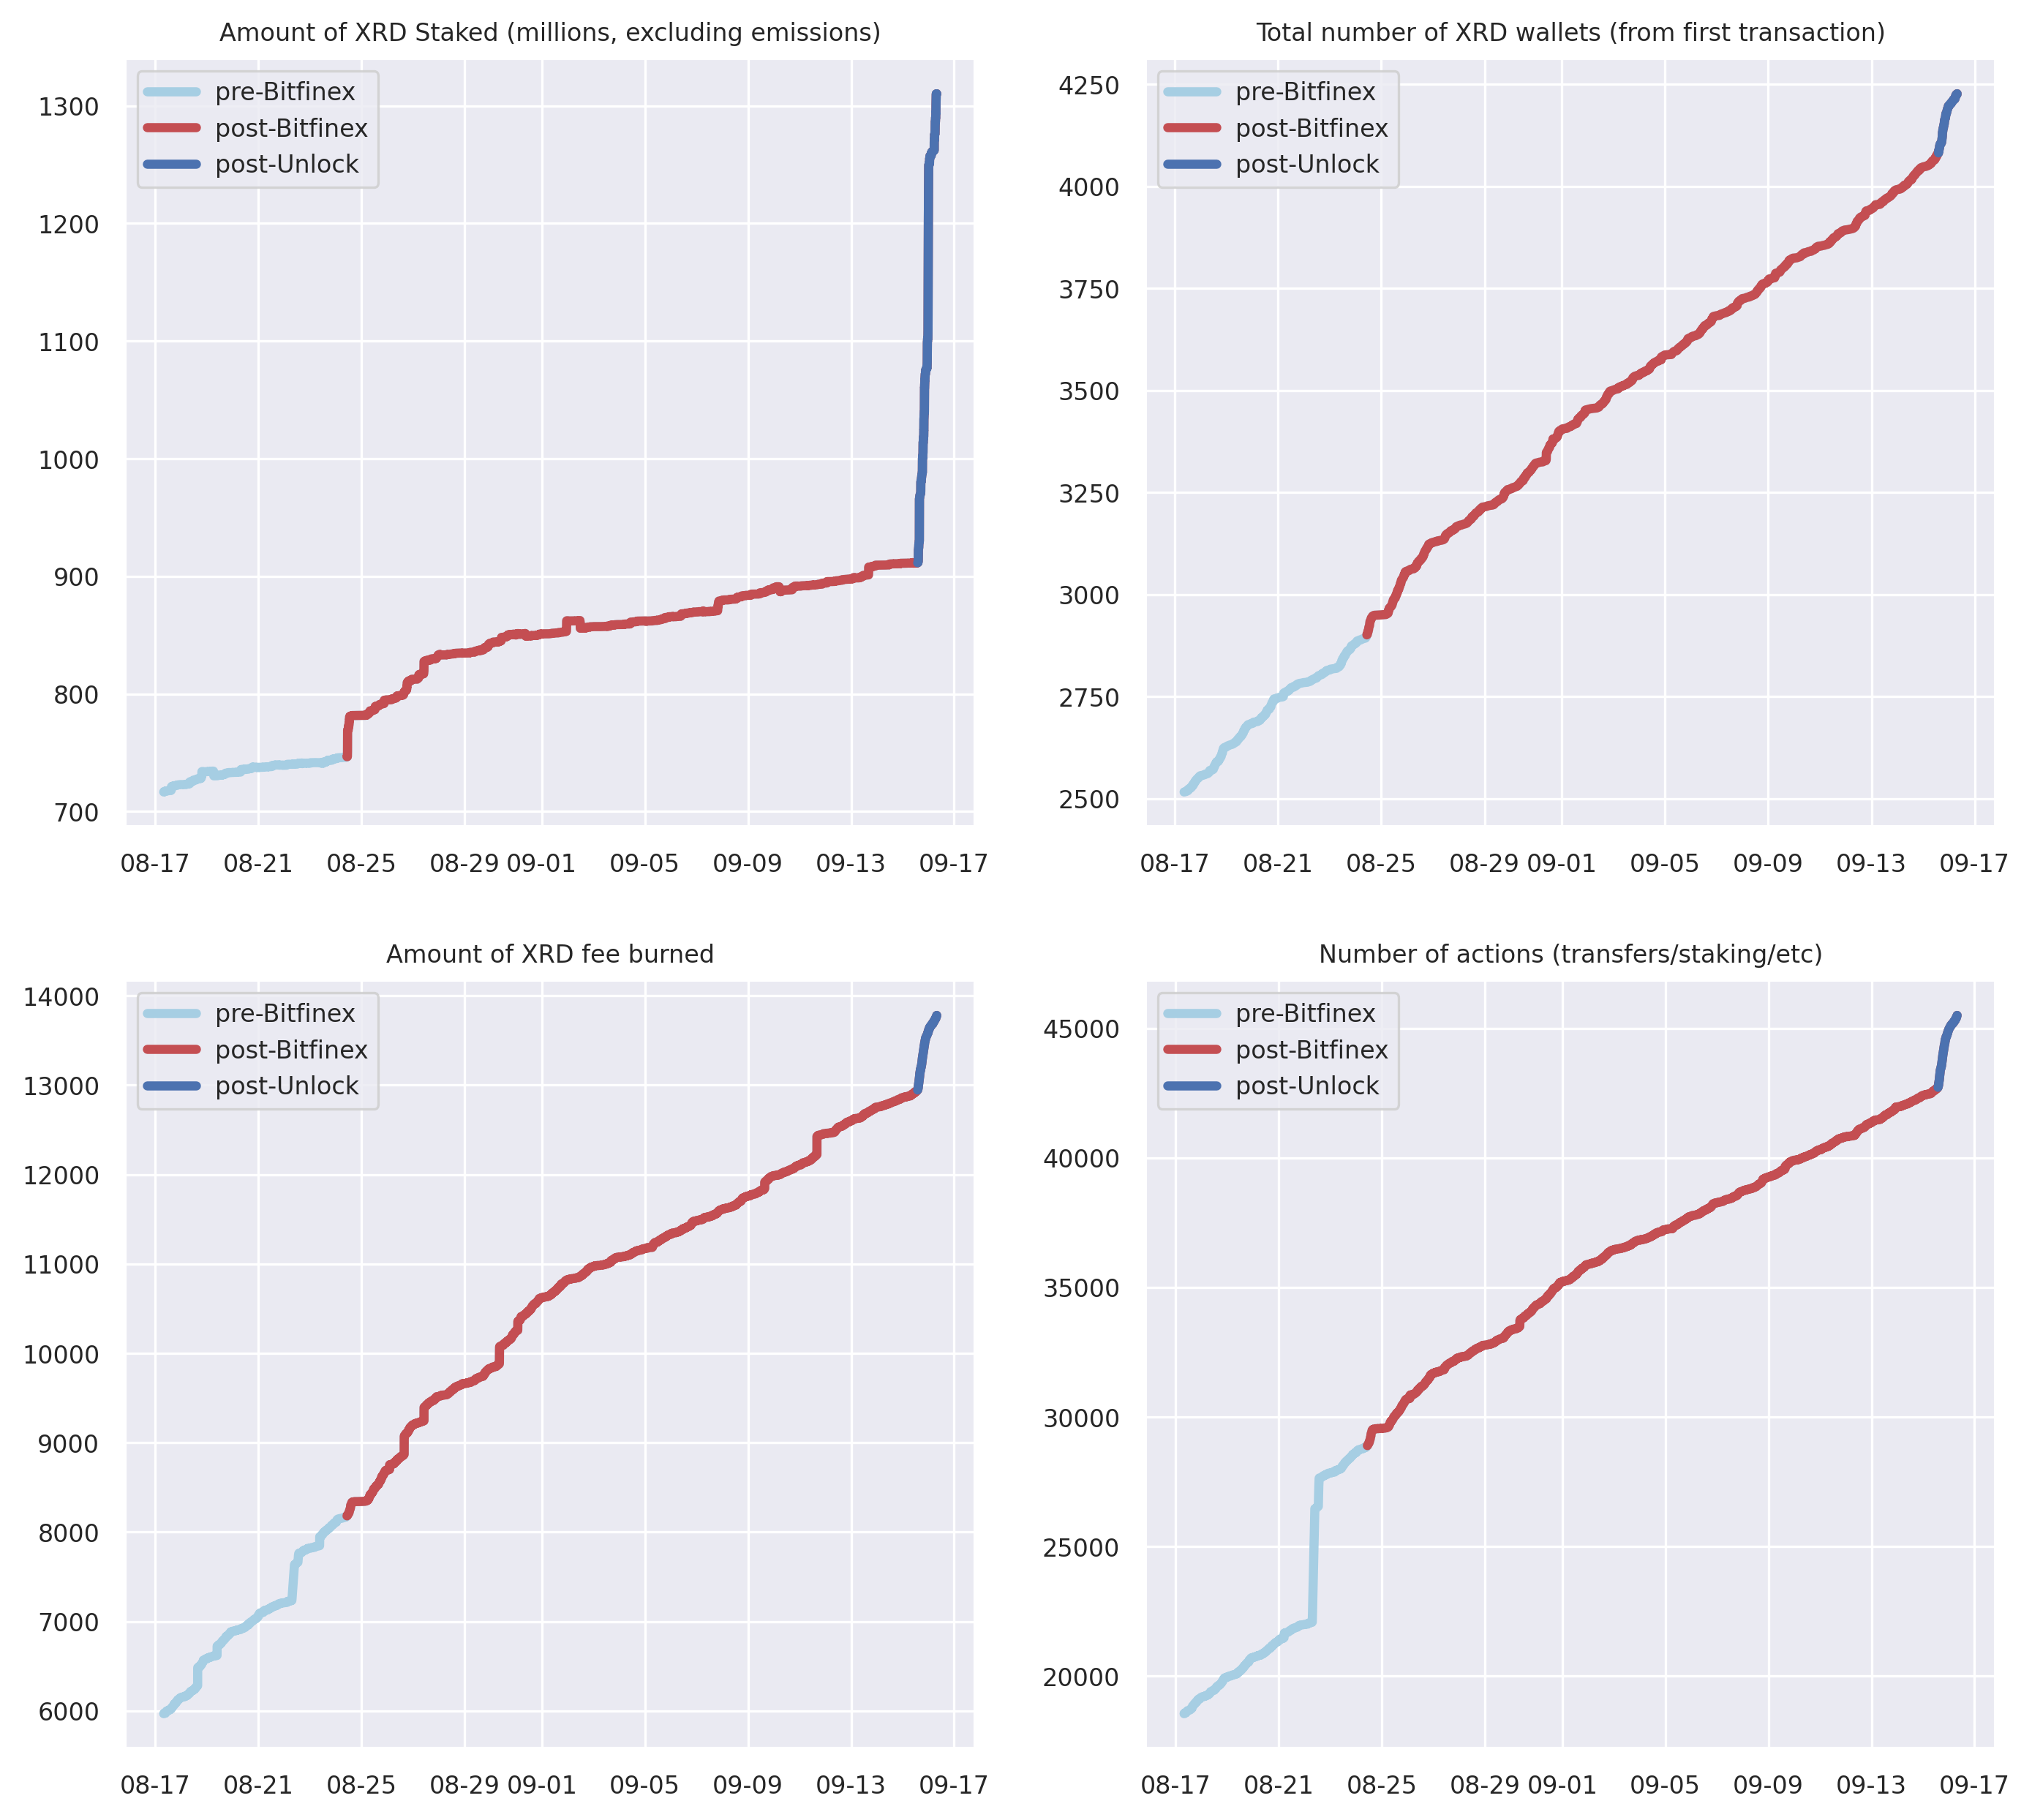 Amount of XRD Staked (millions, excluding emissions)
pre-Bitfinex
post-Bitfinex
post-Unlock
1300
1200
1100
1000
900
800
700
08-17 08-21 08-25 08-29 09-01 09-05 09-09 09-13 09-17
Total number of XRD wallets (from first transaction)
pre-Bitfinex
post-Bitfinex
post-Unlock
4250
4000
3750
3500
3250
3000
2750
2500
08-17 08-21 08-25 08-29 09-01 09-05 09-09 09-13 09-17
Amount of XRD fee burned
pre-Bitfinex
post-Bitfinex
post-Unlock
14000
13000
12000
11000
10000
9000
8000
7000
6000
08-17 08-21 08-25 08-29 09-01 09-05 09-09 09-13 09-17
Number of actions (transfers/staking/etc)
pre-Bitfinex
post-Bitfinex
post-Unlock
45000
40000
35000
30000
25000
20000
08-17 08-21 08-25 08-29 09-01 09-05 09-09 09-13 09-17